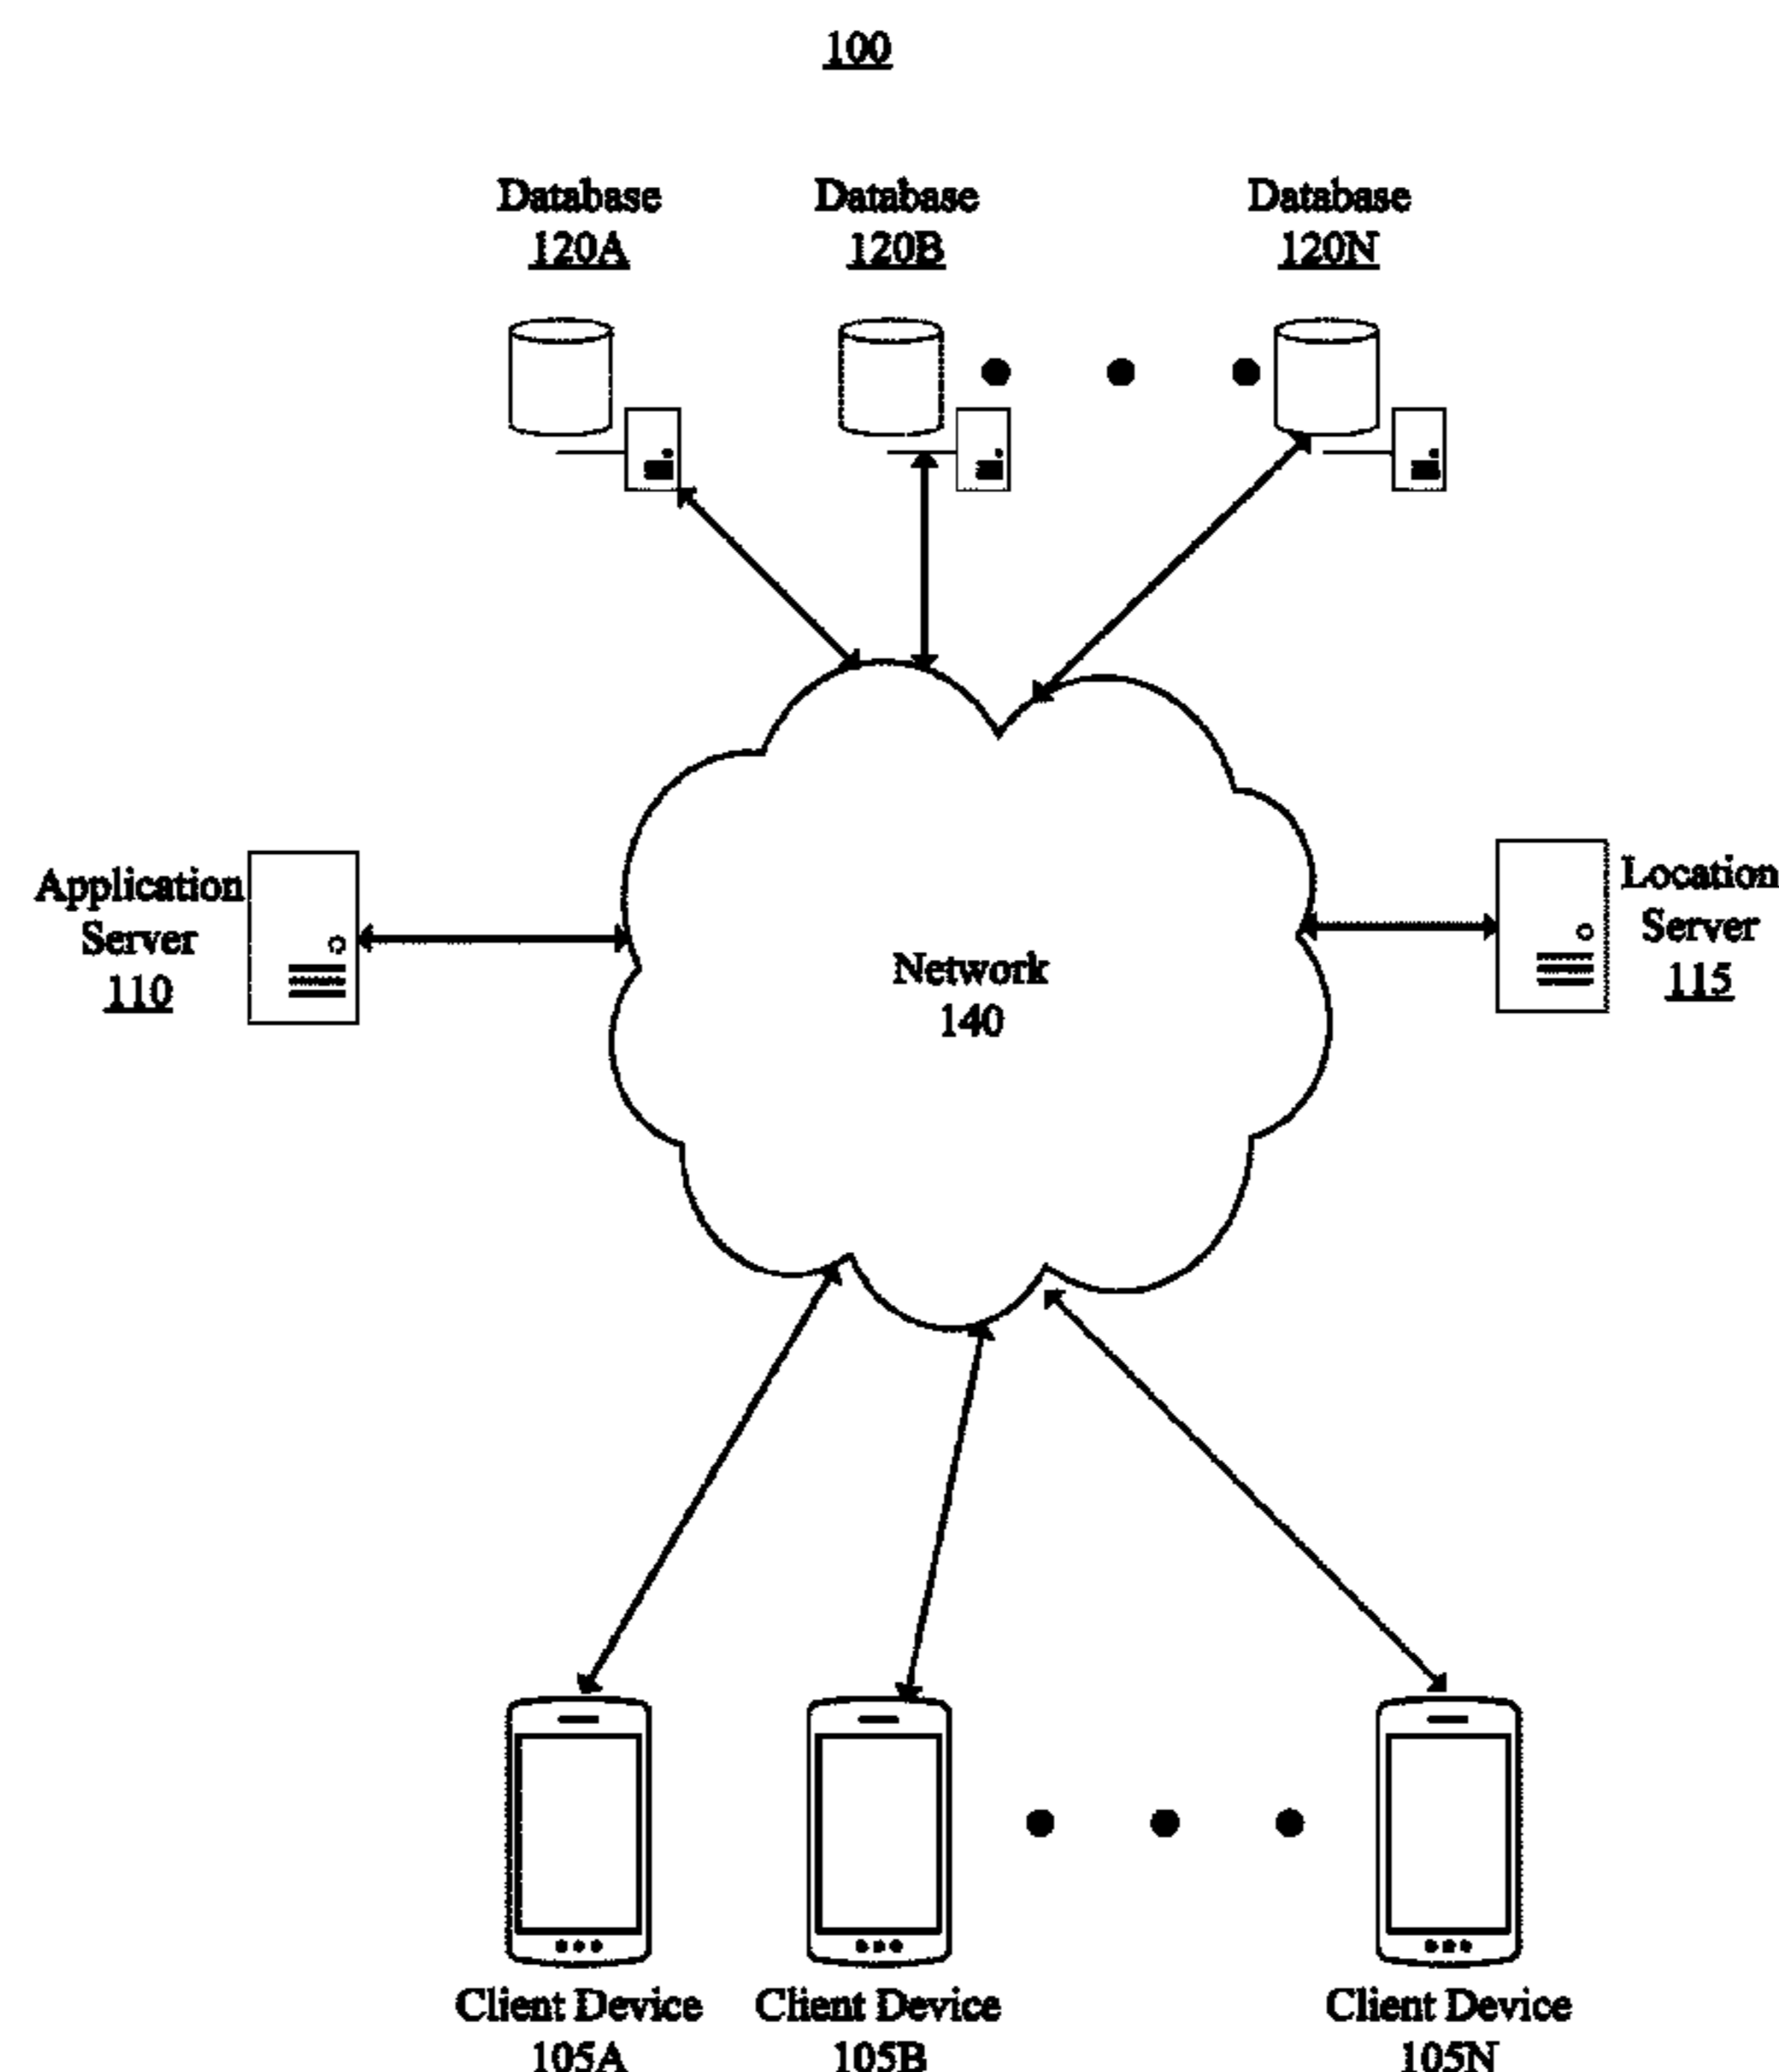 100
Database
120A
Database
120B
Database
120N
Application
Server
110
Network
140
Location
Server
115
Client Device
105A
Client Device
105B
Client Device
105N